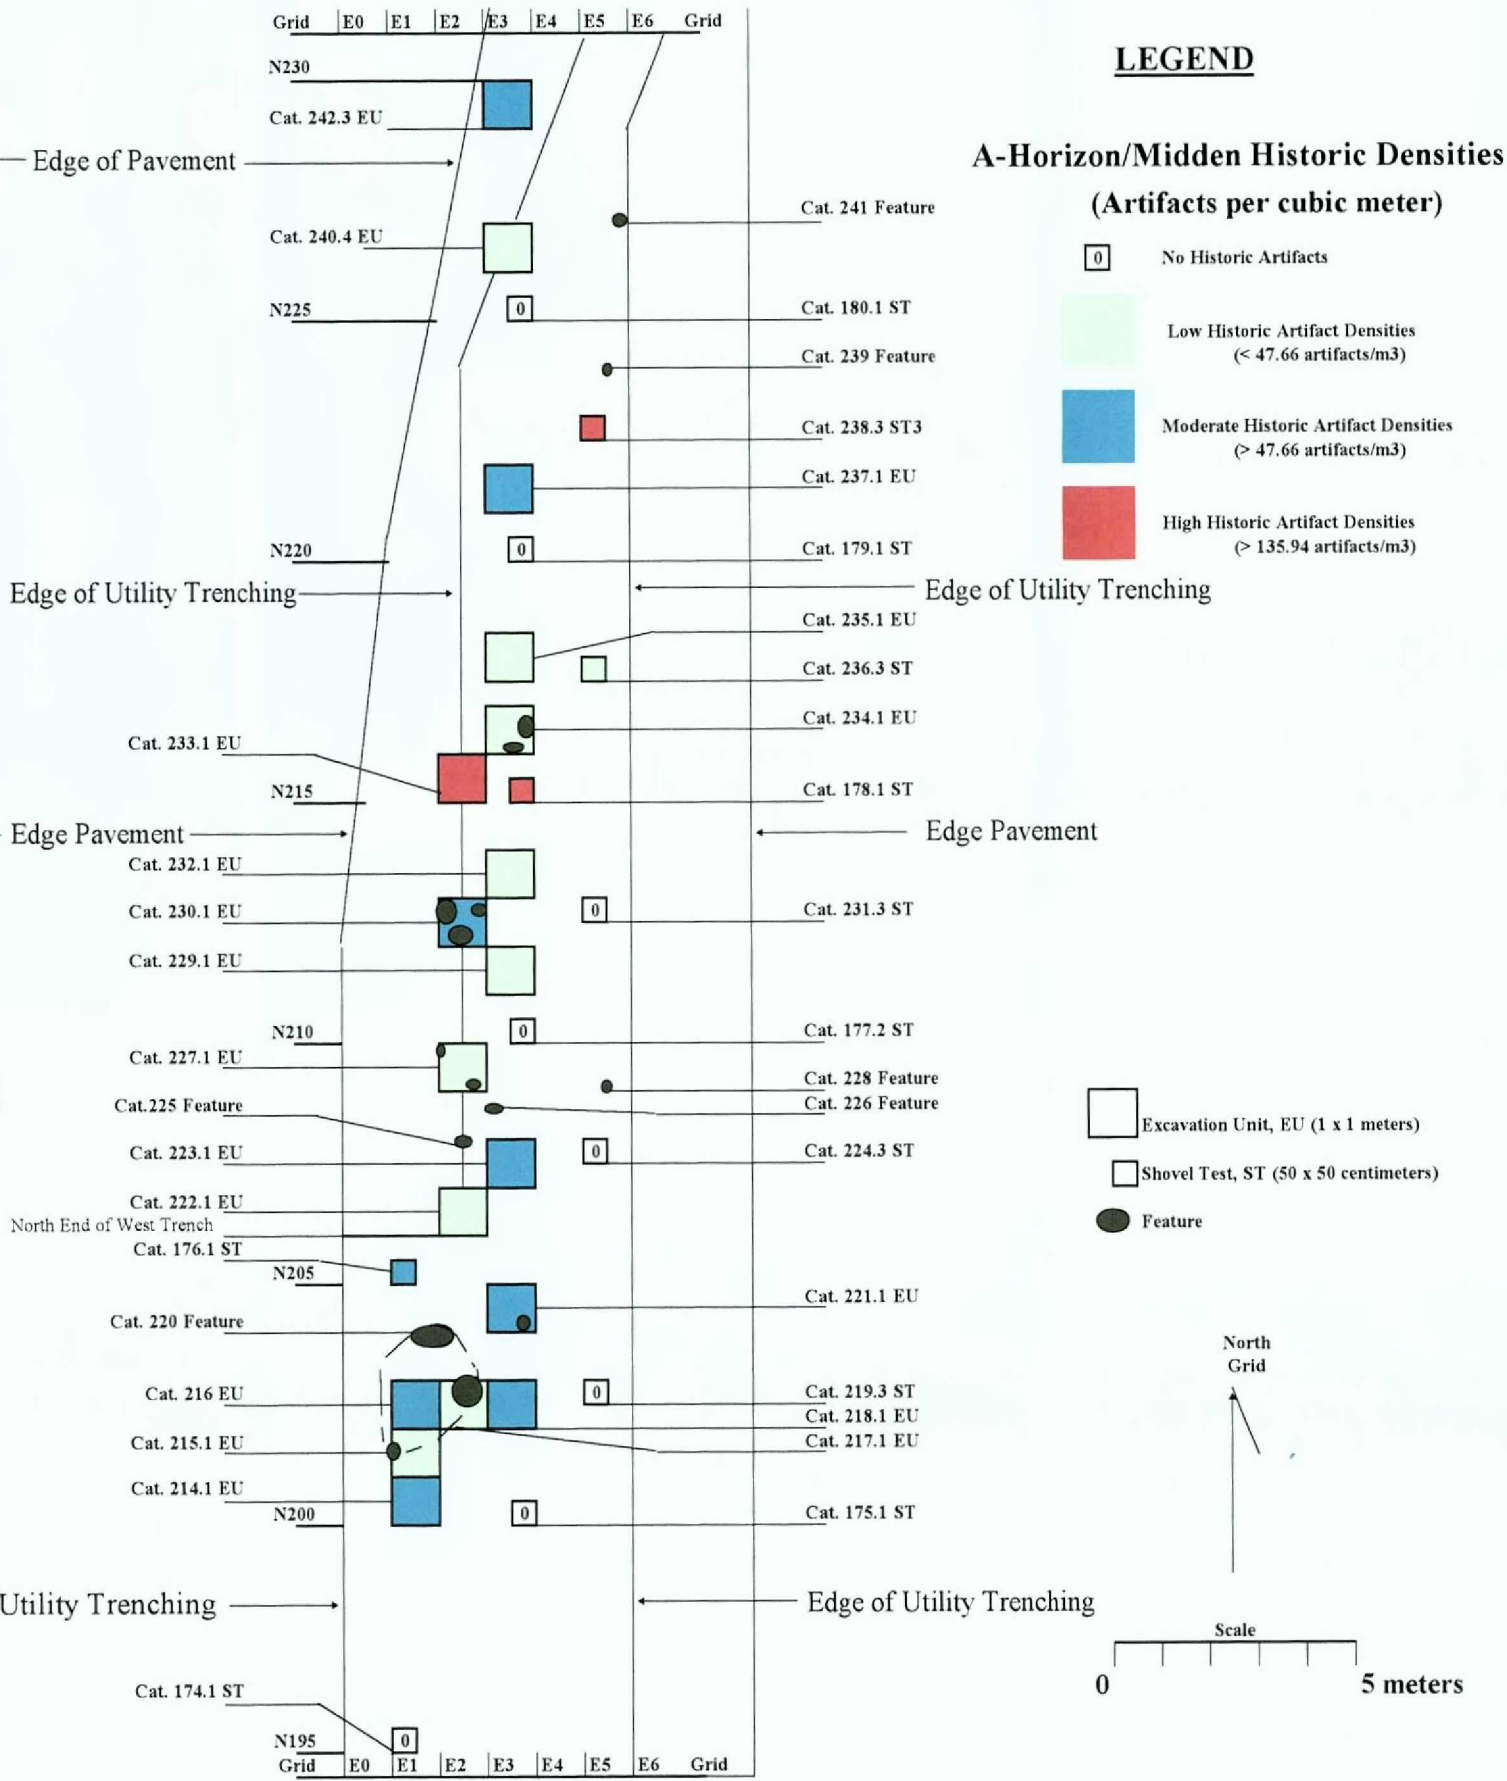 Grid E0 E1 E2 E3 E4 E5 E6 Grid
LEGEND
N230
Cat. 242.3 EU
Edge of Pavement
A-Horizon/Midden Historic Densities
(Artifacts per cubic meter)
Cat. 241 Feature
Cat. 240.4 EU
0 No Historic Artifacts
N225
0
Cat. 180.1 ST
Low Historic Artifact Densities
(< 47.66 artifacts/m3)
Cat. 239 Feature
Cat. 238.3 ST3
Moderate Historic Artifact Densities
(> 47.66 artifacts/m3)
Cat. 237.1 EU
High Historic Artifact Densities
(> 135.94 artifacts/m3)
N220
0
Cat. 179.1 ST
Edge of Utility Trenching
Edge of Utility Trenching
Cat. 235.1 EU
Cat. 236.3 ST
Cat. 234.1 EU
Cat. 233.1 EU
N215
Cat. 178.1 ST
Edge Pavement
Edge Pavement
Cat. 232.1 EU
Cat. 230.1 EU
0
Cat. 231.3 ST
Cat. 229.1 EU
N210
0
Cat. 177.2 ST
Cat. 227.1 EU
Cat. 228 Feature
Cat.225 Feature
Cat. 226 Feature
Excavation Unit, EU (1 x 1 meters)
Cat. 223.1 EU
0
Cat. 224.3 ST
Shovel Test, ST (50 x 50 centimeters)
Cat. 222.1 EU
North End of West Trench
Feature
Cat. 176.1 ST
N205
Cat. 221.1 EU
Cat. 220 Feature
North
Grid
Cat. 216 EU
0
Cat. 219.3 ST
Cat. 218.1 EU
Cat. 215.1 EU
Cat. 217.1 EU
Cat. 214.1 EU
N200
0
Cat. 175.1 ST
Utility Trenching
Edge of Utility Trenching
Scale
0 5 meters
Cat. 174.1 ST
N195
0
Grid E0 E1 E2 E3 E4 E5 E6 Grid